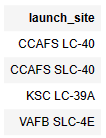 launch_site
CCAFS LC-40
CCAFS SLC-40
KSC LC-39A
VAFB SLC-4E